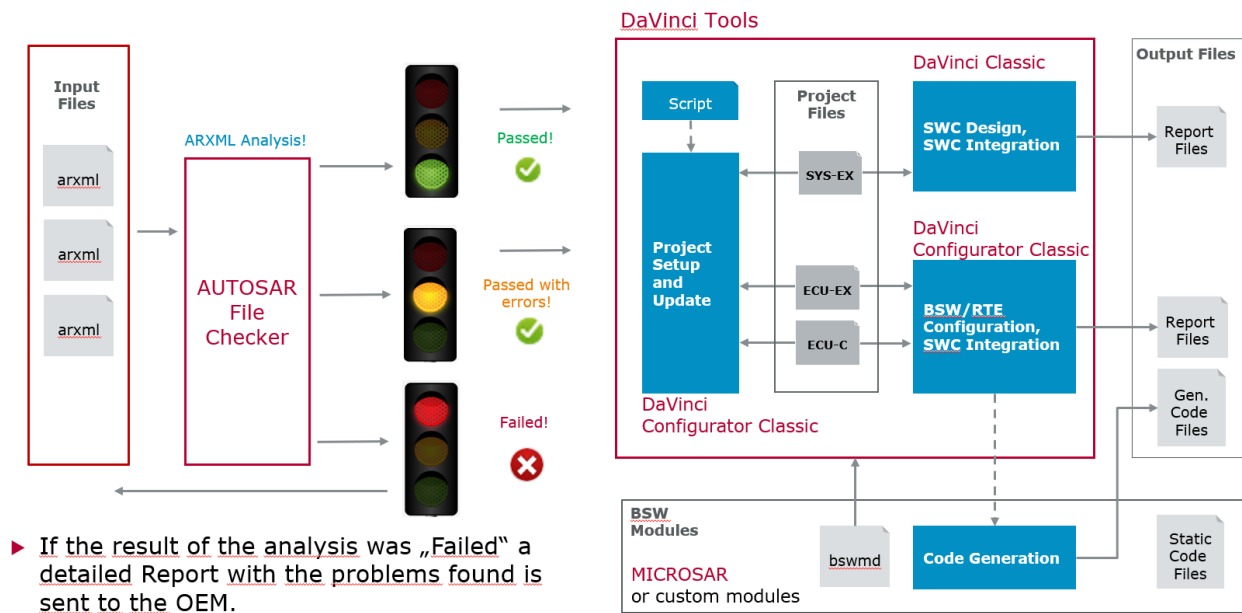 DaVinci Tools
Input
Files
arxml
arxml
arxml
ARXML Analysis!
AUTOSAR
File
Checker
Passed!
Passed with
errors!
Failed!
Script
Project
Setup
and
Update
DaVinci
Configurator Classic
Project
Files
SYS-EX
ECU-EX
ECU-C
DaVinci Classic
SWC Design,
SWC Integration
DaVinci
Configurator Classic
BSW/RTE
Configuration,
SWC Integration
Output Files
Report
Files
Report
Files
Gen.
Code
Files
BSW
Modules
MICROSAR
or custom modules
bswmd
Code Generation
Static
Code
Files
▶ If the result of the analysis was „Failed“ a
detailed Report with the problems found is
sent to the OEM.